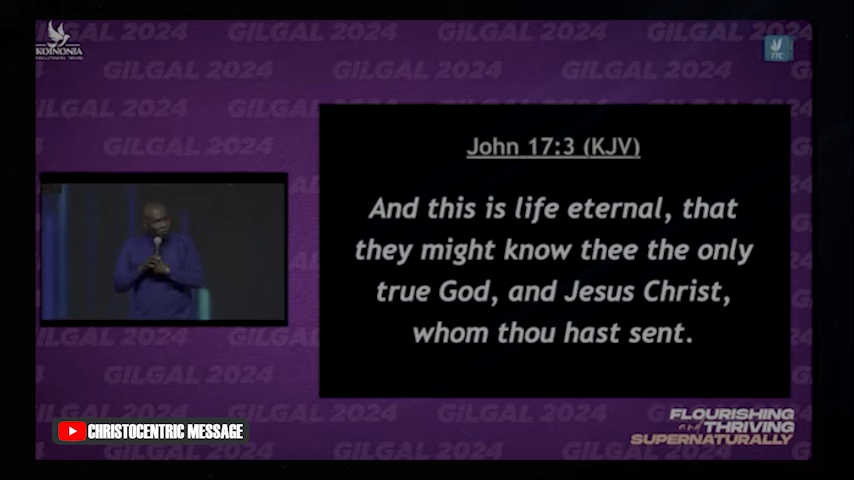 KOINONIA
GILGAL 2024
John 17:3 (KJV)
And this is life eternal, that
they might know thee the only
true God, and Jesus Christ,
whom thou hast sent.
CHRISTOCENTRIC MESSAGE
FLOURISHING
and THRIVING
SUPERNATURALLY